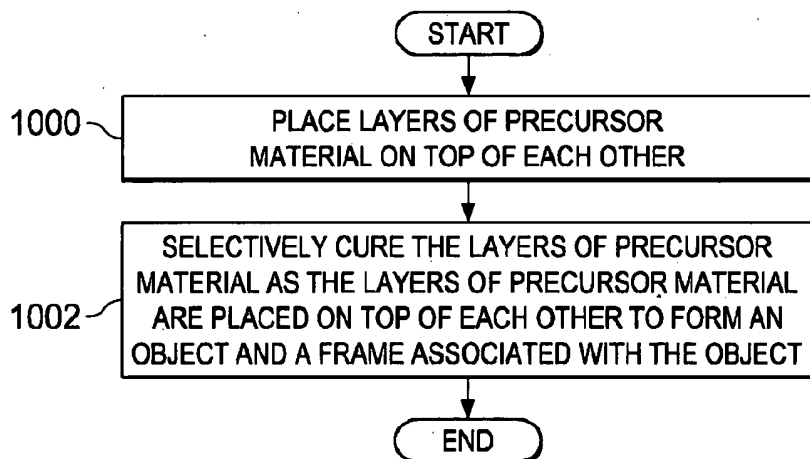 START
1000
PLACE LAYERS OF PRECURSOR
MATERIAL ON TOP OF EACH OTHER
1002
SELECTIVELY CURE THE LAYERS OF PRECURSOR
MATERIAL AS THE LAYERS OF PRECURSOR MATERIAL
ARE PLACED ON TOP OF EACH OTHER TO FORM AN
OBJECT AND A FRAME ASSOCIATED WITH THE OBJECT
END